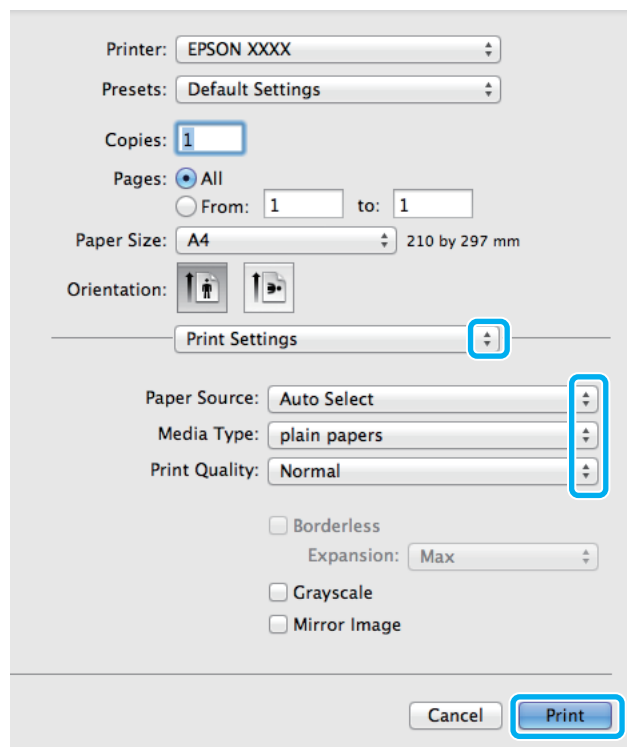 Printer: EPSON XXXX
Presets: Default Settings
Copies: 1
Pages: All
From: 1 to: 1
Paper Size: A4 210 by 297 mm
Orientation:
Print Settings
Paper Source: Auto Select
Media Type: plain papers
Print Quality: Normal
Borderless
Expansion: Max
Grayscale
Mirror Image
Cancel Print